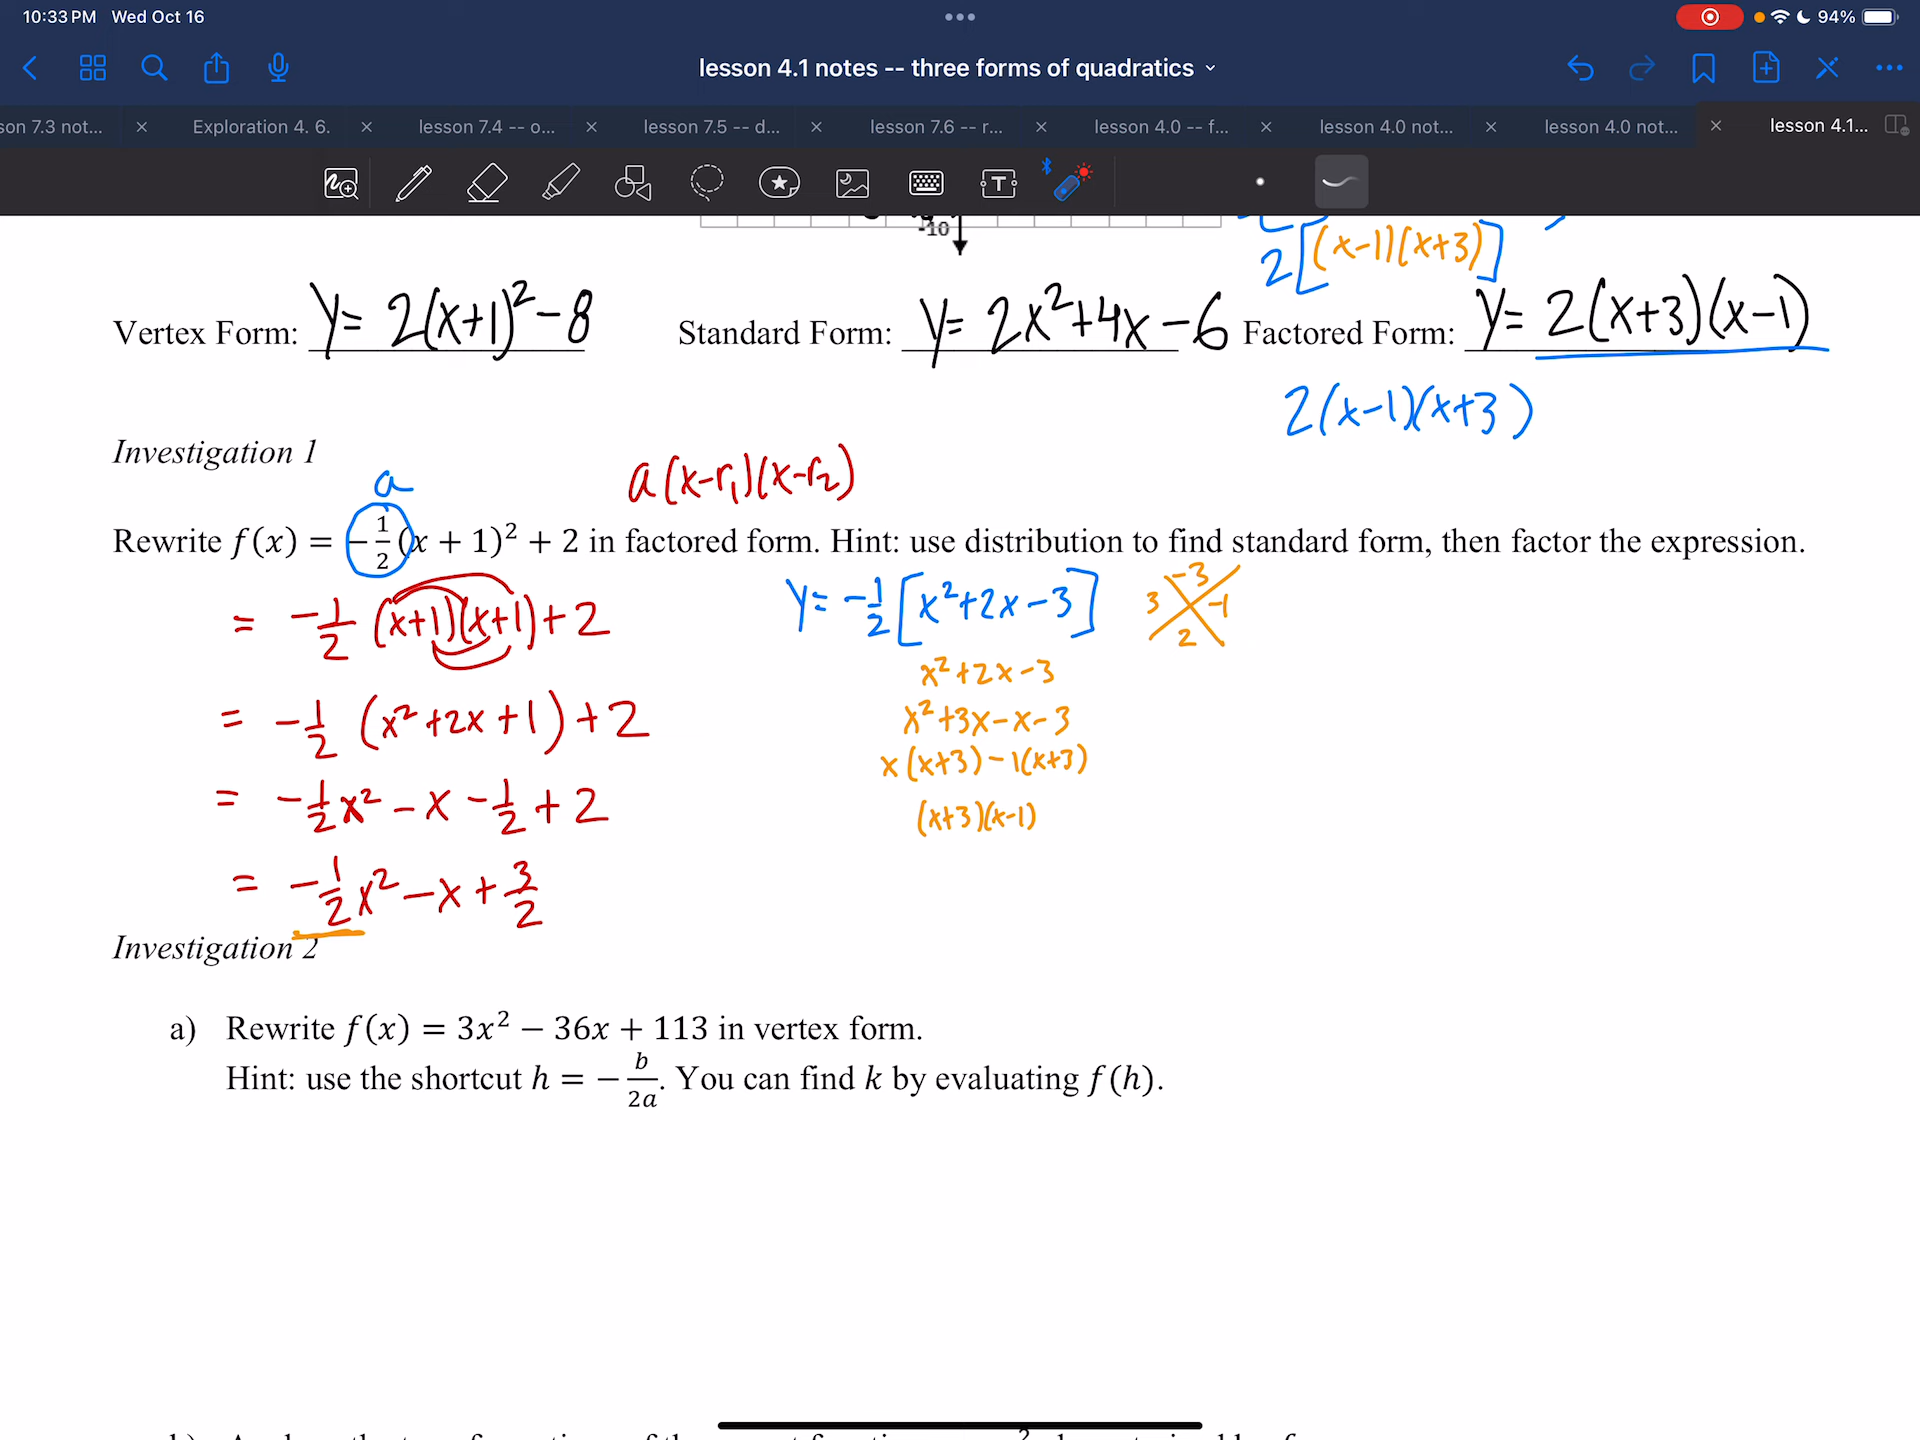 10:33 PM Wed Oct 16
94%
lesson 4.1 notes -- three forms of quadratics
son 7.3 not... × Exploration 4. 6. × lesson 7.4 -- o... × lesson 7.5 -- d... × lesson 7.6 -- r... × lesson 4.0 -- f... × lesson 4.0 not... × lesson 4.0 not... × lesson 4.1...
-10
2[(x-1)(x+3)]
Vertex Form: y= 2(x+1)²-8 Standard Form: y= 2x²+4x-6 Factored Form: y= 2(x+3)(x-1)
2(x-1)(x+3)
Investigation 1
a
a(x-r₁)(x-r₂)
Rewrite f(x) = -1/2(x + 1)² + 2 in factored form. Hint: use distribution to find standard form, then factor the expression.
= -1/2 (x+1)(x+1)+2
= -1/2 (x²+2x+1)+2
= -1/2x² -x -1/2+2
= -1/2x² -x + 3/2
y= -1/2[x²+2x-3]
-3
3 -1
2
x²+2x-3
x²+3x-x-3
x(x+3)-1(x+3)
(x+3)(x-1)
Investigation 2
a) Rewrite f(x) = 3x² − 36x + 113 in vertex form.
Hint: use the shortcut h = −b/2a. You can find k by evaluating f(h).